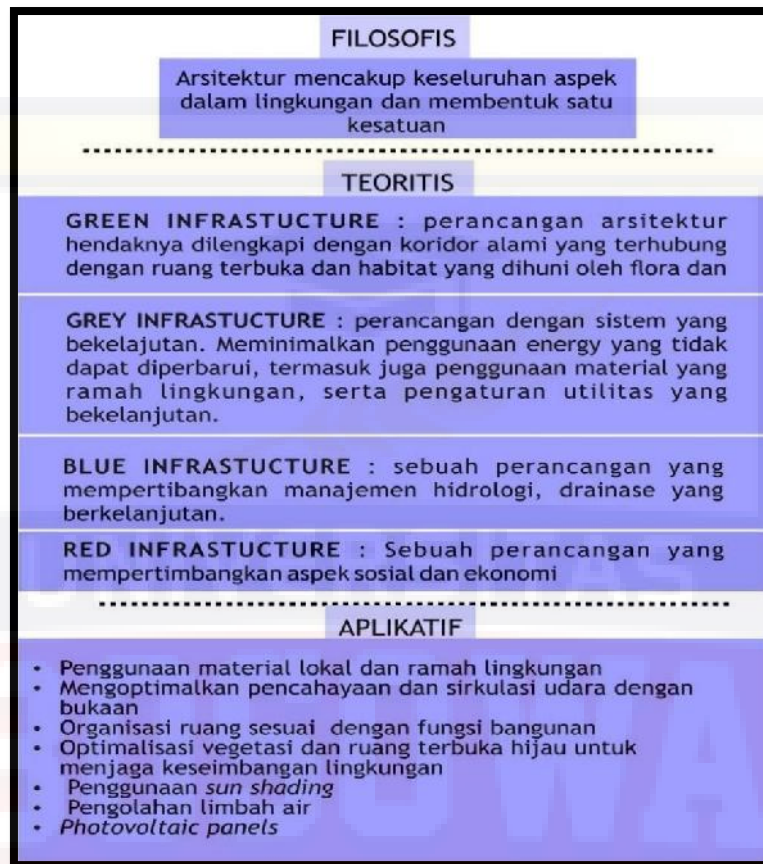 FILOSOFIS
Arsitektur mencakup keseluruhan aspek
dalam lingkungan dan membentuk satu
kesatuan
TEORITIS
GREEN INFRASTUCTURE : perancangan arsitektur
hendaknya dilengkapi dengan koridor alami yang terhubung
dengan ruang terbuka dan habitat yang dihuni oleh flora dan
GREY INFRASTUCTURE : perancangan dengan sistem yang
bekelajutan. Meminimalkan penggunaan energy yang tidak
dapat diperbarui, termasuk juga penggunaan material yang
ramah lingkungan, serta pengaturan utilitas yang
bekelanjutan.
BLUE INFRASTUCTURE : sebuah perancangan yang
mempertibangkan manajemen hidrologi, drainase yang
berkelanjutan.
RED INFRASTUCTURE : Sebuah perancangan yang
mempertimbangkan aspek sosial dan ekonomi
UNIVERSITAS
APLIKATIF
• Penggunaan material lokal dan ramah lingkungan
• Mengoptimalkan pencahayaan dan sirkulasi udara dengan
bukaan
• Organisasi ruang sesuai dengan fungsi bangunan
• Optimalisasi vegetasi dan ruang terbuka hijau untuk
menjaga keseimbangan lingkungan
• Penggunaan sun shading
• Pengolahan limbah air
• Photovoltaic panels